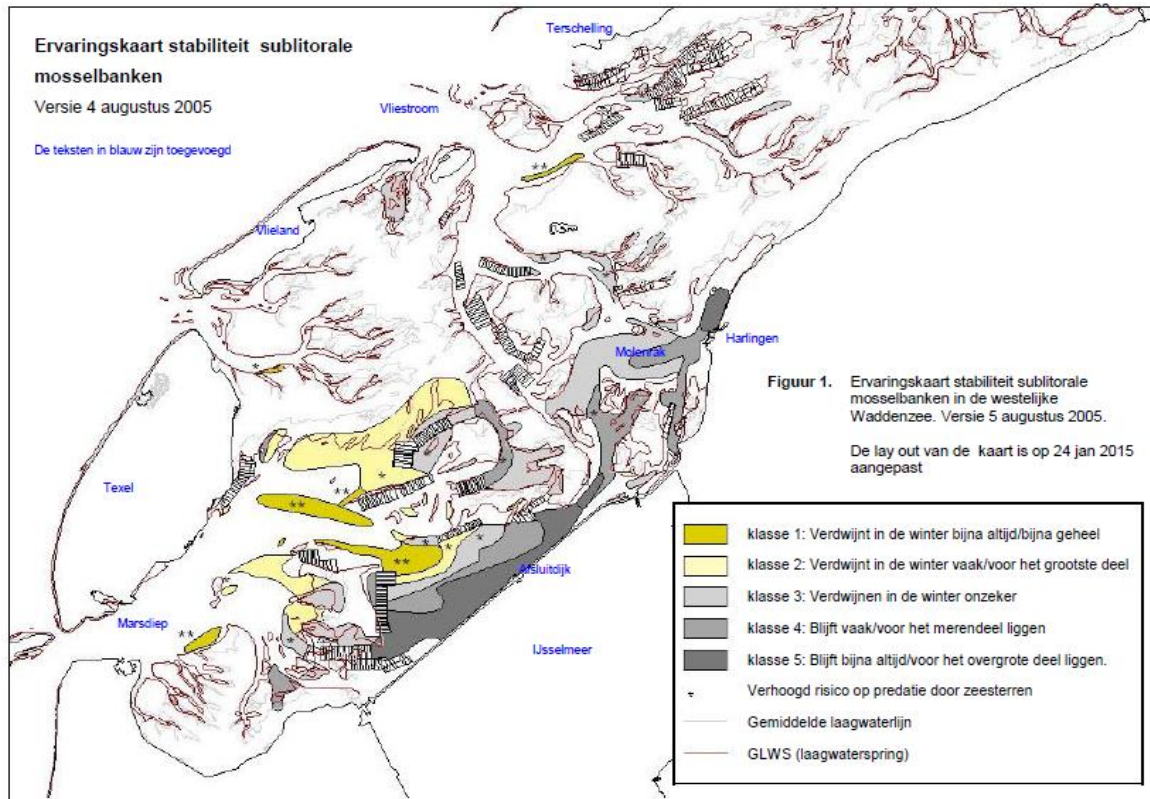 Ervaringskaart stabiliteit sublitorale
mosselbanken
Versie 4 augustus 2005
De teksten in blauw zijn toegevoegd
Terschelling
Vliestroom
Vlieland
**
*
Harlingen
Molenrak
Figuur 1. Ervaringskaart stabiliteit sublitorale
mosselbanken in de westelijke
Waddenzee. Versie 5 augustus 2005.
De lay out van de kaart is op 24 jan 2015
aangepast
Texel
**
**
**
Afsluitdijk
Marsdiep
**
IJsselmeer
klasse 1: Verdwijnt in de winter bijna altijd/bijna geheel
klasse 2: Verdwijnt in de winter vaak/voor het grootste deel
klasse 3: Verdwijnen in de winter onzeker
klasse 4: Blijft vaak/voor het merendeel liggen
klasse 5: Blijft bijna altijd/voor het overgrote deel liggen.
* Verhoogd risico op predatie door zeesterren
Gemiddelde laagwaterlijn
GLWS (laagwaterspring)